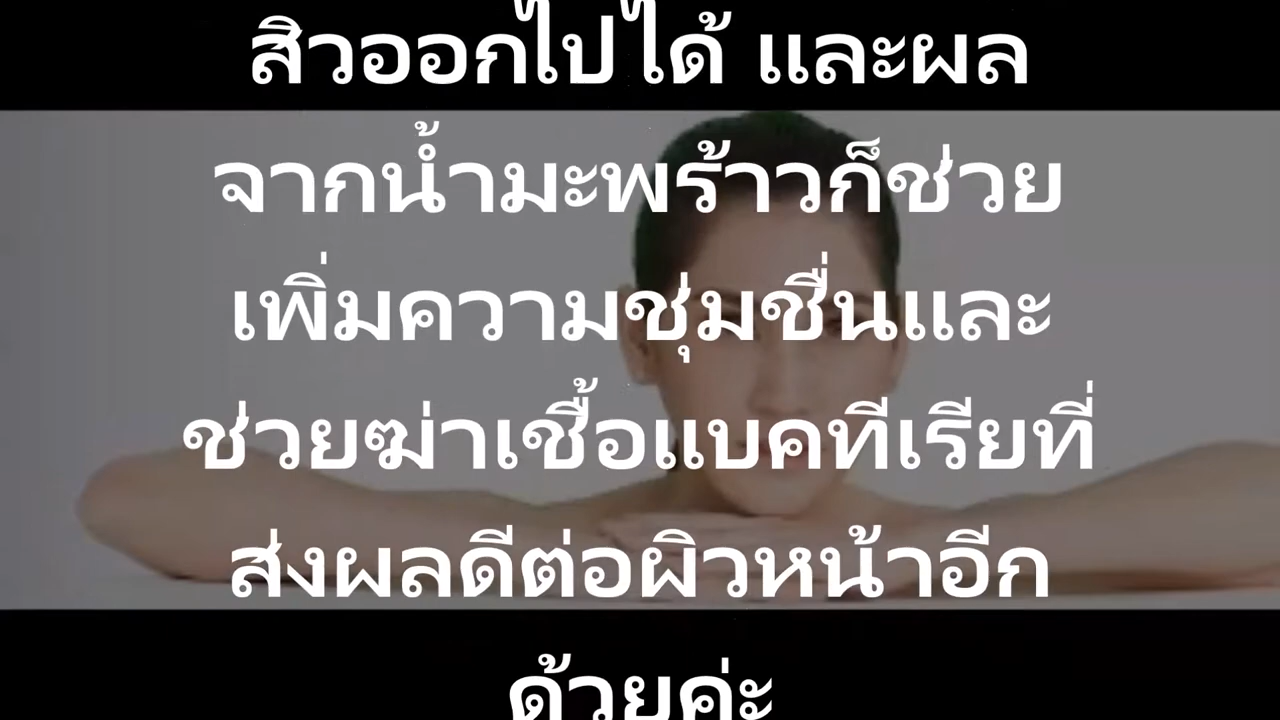 สิวออกไปได้ และผล
จากน้ำมะพร้าวก็ช่วย
เพิ่มความชุ่มชื่นและ
ช่วยฆ่าเชื้อแบคทีเรียที่
ส่งผลดีต่อผิวหน้าอีก
ด้วยค่ะ